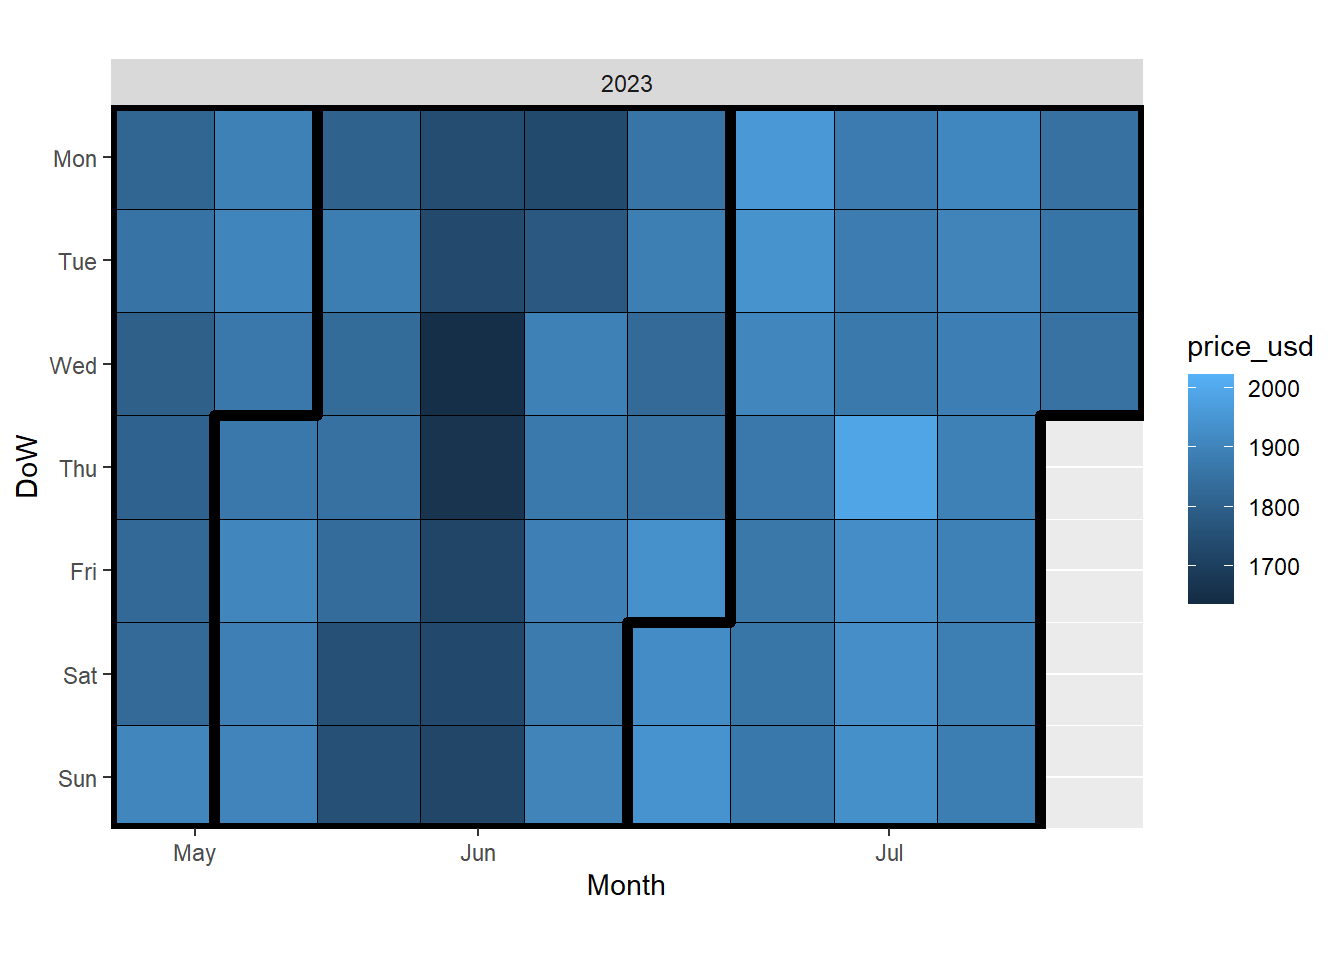 2023
Mon
Tue
Wed
Thu
Fri
Sat
Sun
DoW
May
Jun
Jul
Month
price_usd
2000
1900
1800
1700